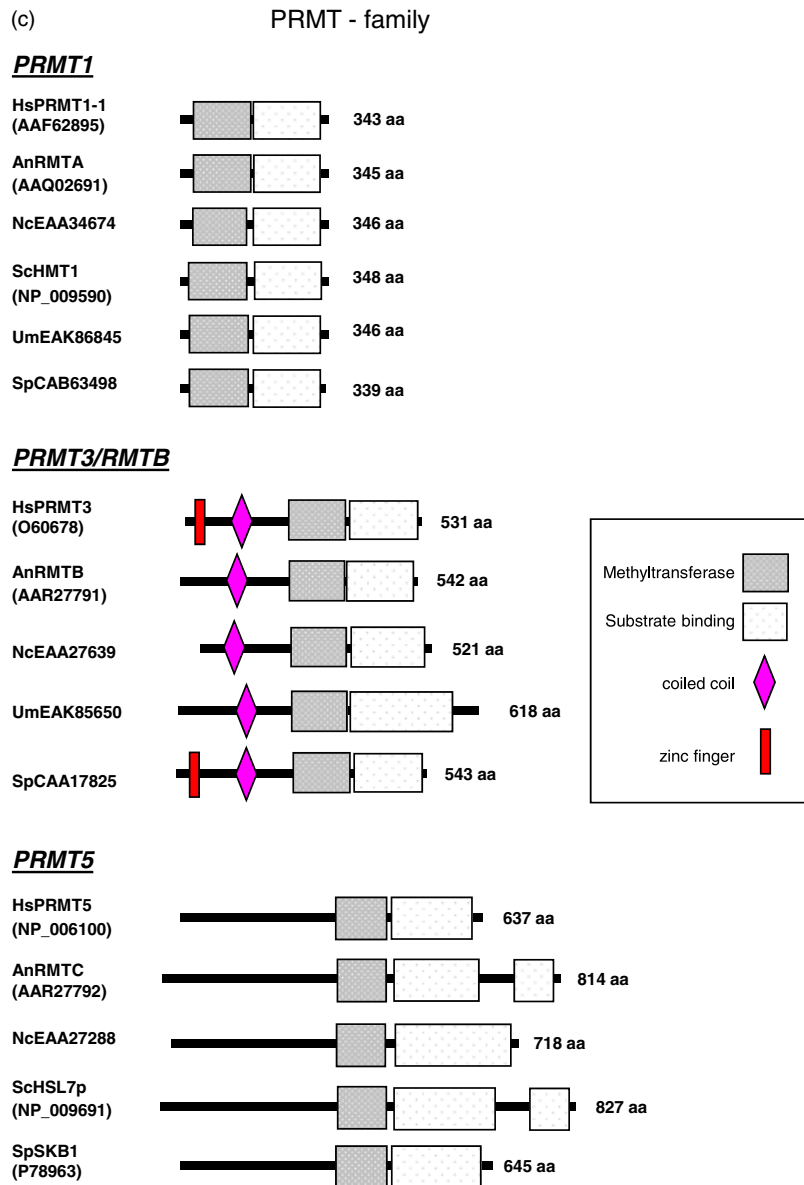 (c)
PRMT - family
PRMT1
HsPRMT1-1
(AAF62895)
343 aa
AnRMTA
(AAQ02691)
345 aa
NcEAA34674
346 aa
ScHMT1
(NP_009590)
348 aa
UmEAK86845
346 aa
SpCAB63498
339 aa
PRMT3/RMTB
HsPRMT3
(O60678)
531 aa
AnRMTB
(AAR27791)
542 aa
NcEAA27639
521 aa
UmEAK85650
618 aa
SpCAA17825
543 aa
Methyltransferase
Substrate binding
coiled coil
zinc finger
PRMT5
HsPRMT5
(NP_006100)
637 aa
AnRMTC
(AAR27792)
814 aa
NcEAA27288
718 aa
ScHSL7p
(NP_009691)
827 aa
SpSKB1
(P78963)
645 aa